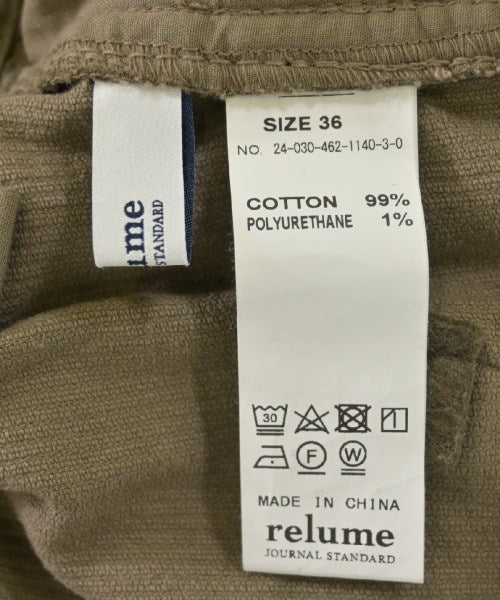 SIZE 36
NO. 24-030-462-1140-3-0
COTTON 99%
POLYURETHANE 1%
30
F W
MADE IN CHINA
relume
JOURNAL STANDARD
ume
STANDARD